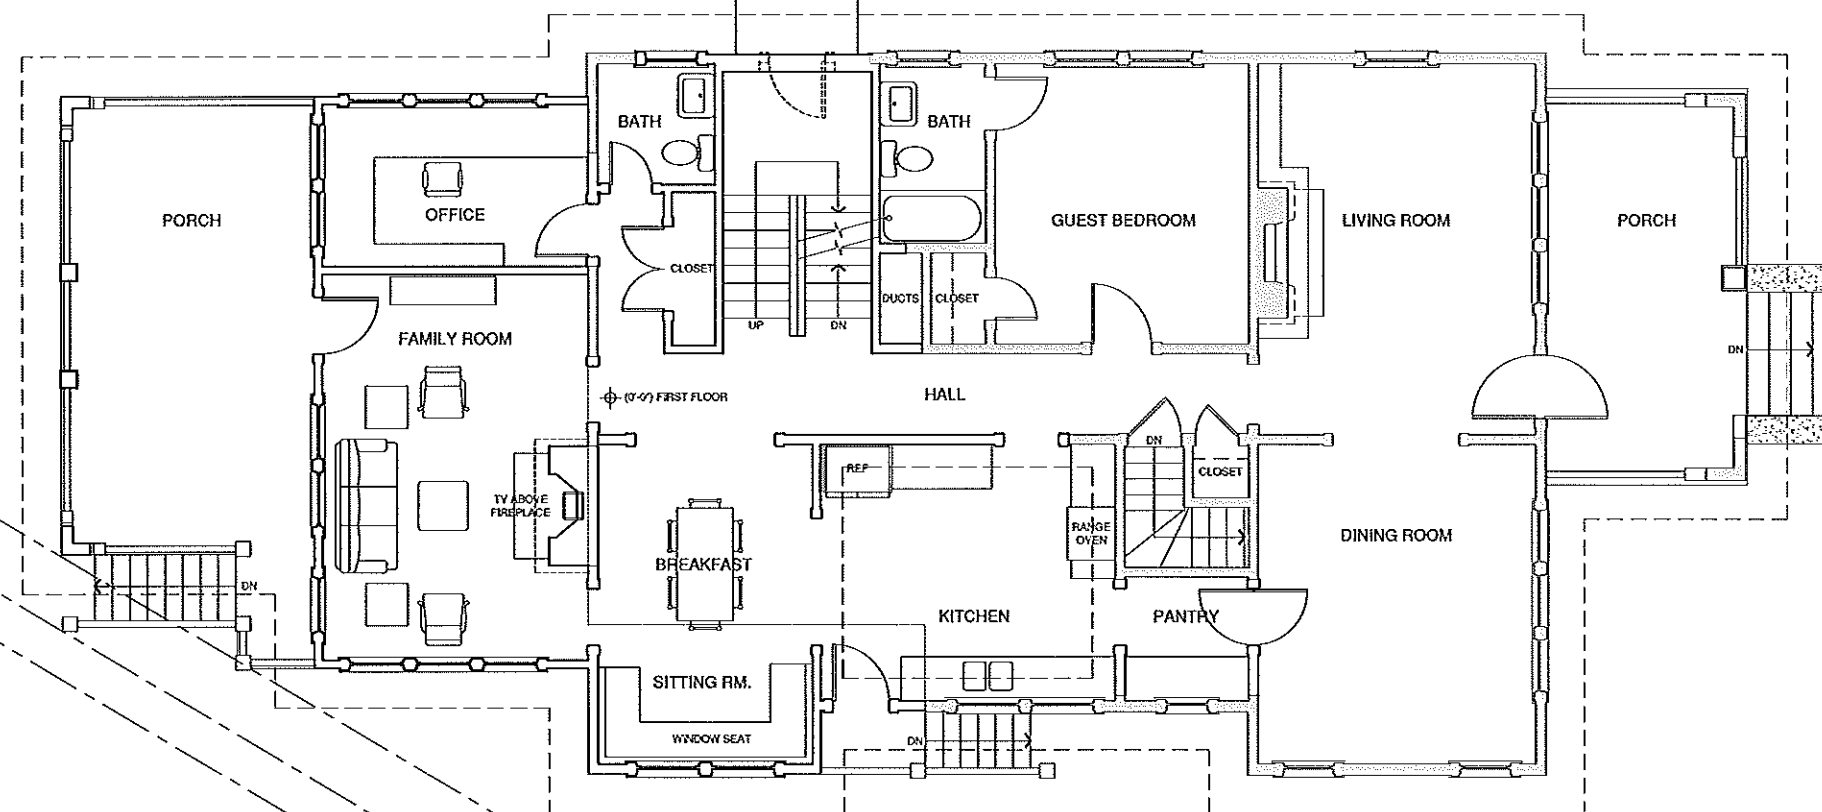 BATH
BATH
PORCH
OFFICE
GUEST BEDROOM
LIVING ROOM
PORCH
CLOSET
DUCTS
CLOSET
UP
DN
FAMILY ROOM
DN
HALL
(0'-0") FIRST FLOOR
DN
REF
CLOSET
TV ABOVE
FIREPLACE
RANGE
OVEN
DINING ROOM
BREAKFAST
DN
KITCHEN
PANTRY
SITTING RM.
WINDOW SEAT
DN